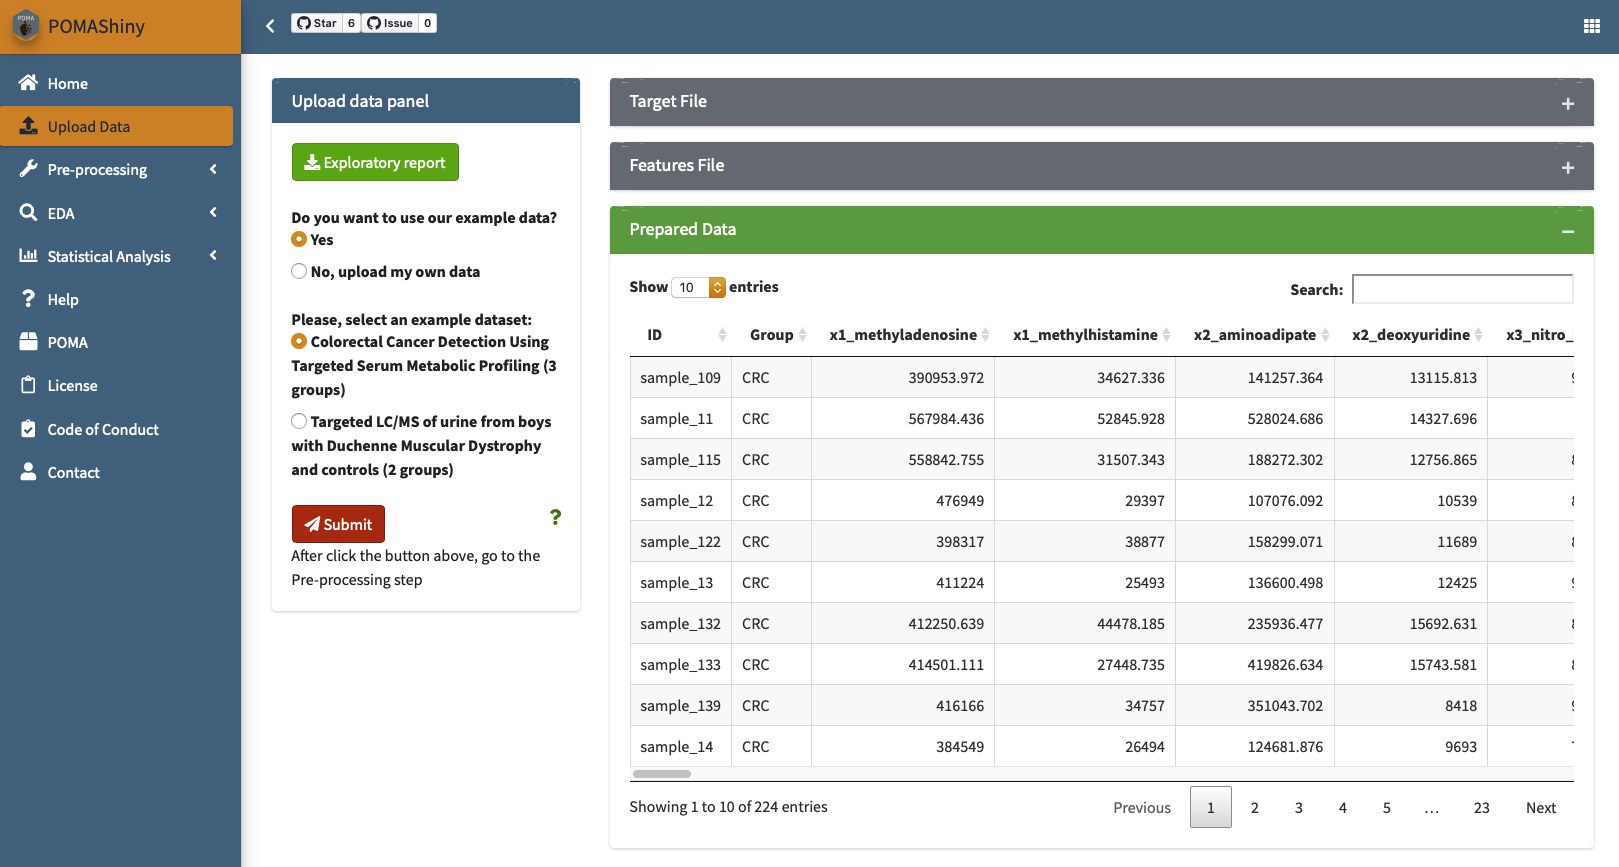 POMA
POMAShiny
Star 6 Issue 0
Home
Upload Data
Pre-processing
EDA
Statistical Analysis
Help
POMA
License
Code of Conduct
Contact
Upload data panel
Exploratory report
Do you want to use our example data?
Yes
No, upload my own data
Please, select an example dataset:
Colorectal Cancer Detection Using
Targeted Serum Metabolic Profiling (3
groups)
Targeted LC/MS of urine from boys
with Duchenne Muscular Dystrophy
and controls (2 groups)
Submit
?
After click the button above, go to the
Pre-processing step
Target File
Features File
Prepared Data
Show 10 entries
Search:
ID Group x1_methyladenosine x1_methylhistamine x2_aminoadipate x2_deoxyuridine x3_nitro_
sample_109 CRC 390953.972 34627.336 141257.364 13115.813
sample_11 CRC 567984.436 52845.928 528024.686 14327.696
sample_115 CRC 558842.755 31507.343 188272.302 12756.865
sample_12 CRC 476949 29397 107076.092 10539
sample_122 CRC 398317 38877 158299.071 11689
sample_13 CRC 411224 25493 136600.498 12425
sample_132 CRC 412250.639 44478.185 235936.477 15692.631
sample_133 CRC 414501.111 27448.735 419826.634 15743.581
sample_139 CRC 416166 34757 351043.702 8418
sample_14 CRC 384549 26494 124681.876 9693
Showing 1 to 10 of 224 entries
Previous 1 2 3 4 5 … 23 Next